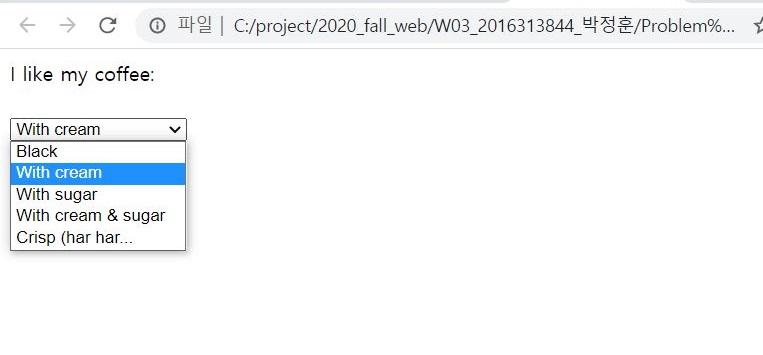 파일 | C:/project/2020_fall_web/W03_2016313844_박정훈/Problem%...
I like my coffee:
With cream
Black
With cream
With sugar
With cream & sugar
Crisp (har har...